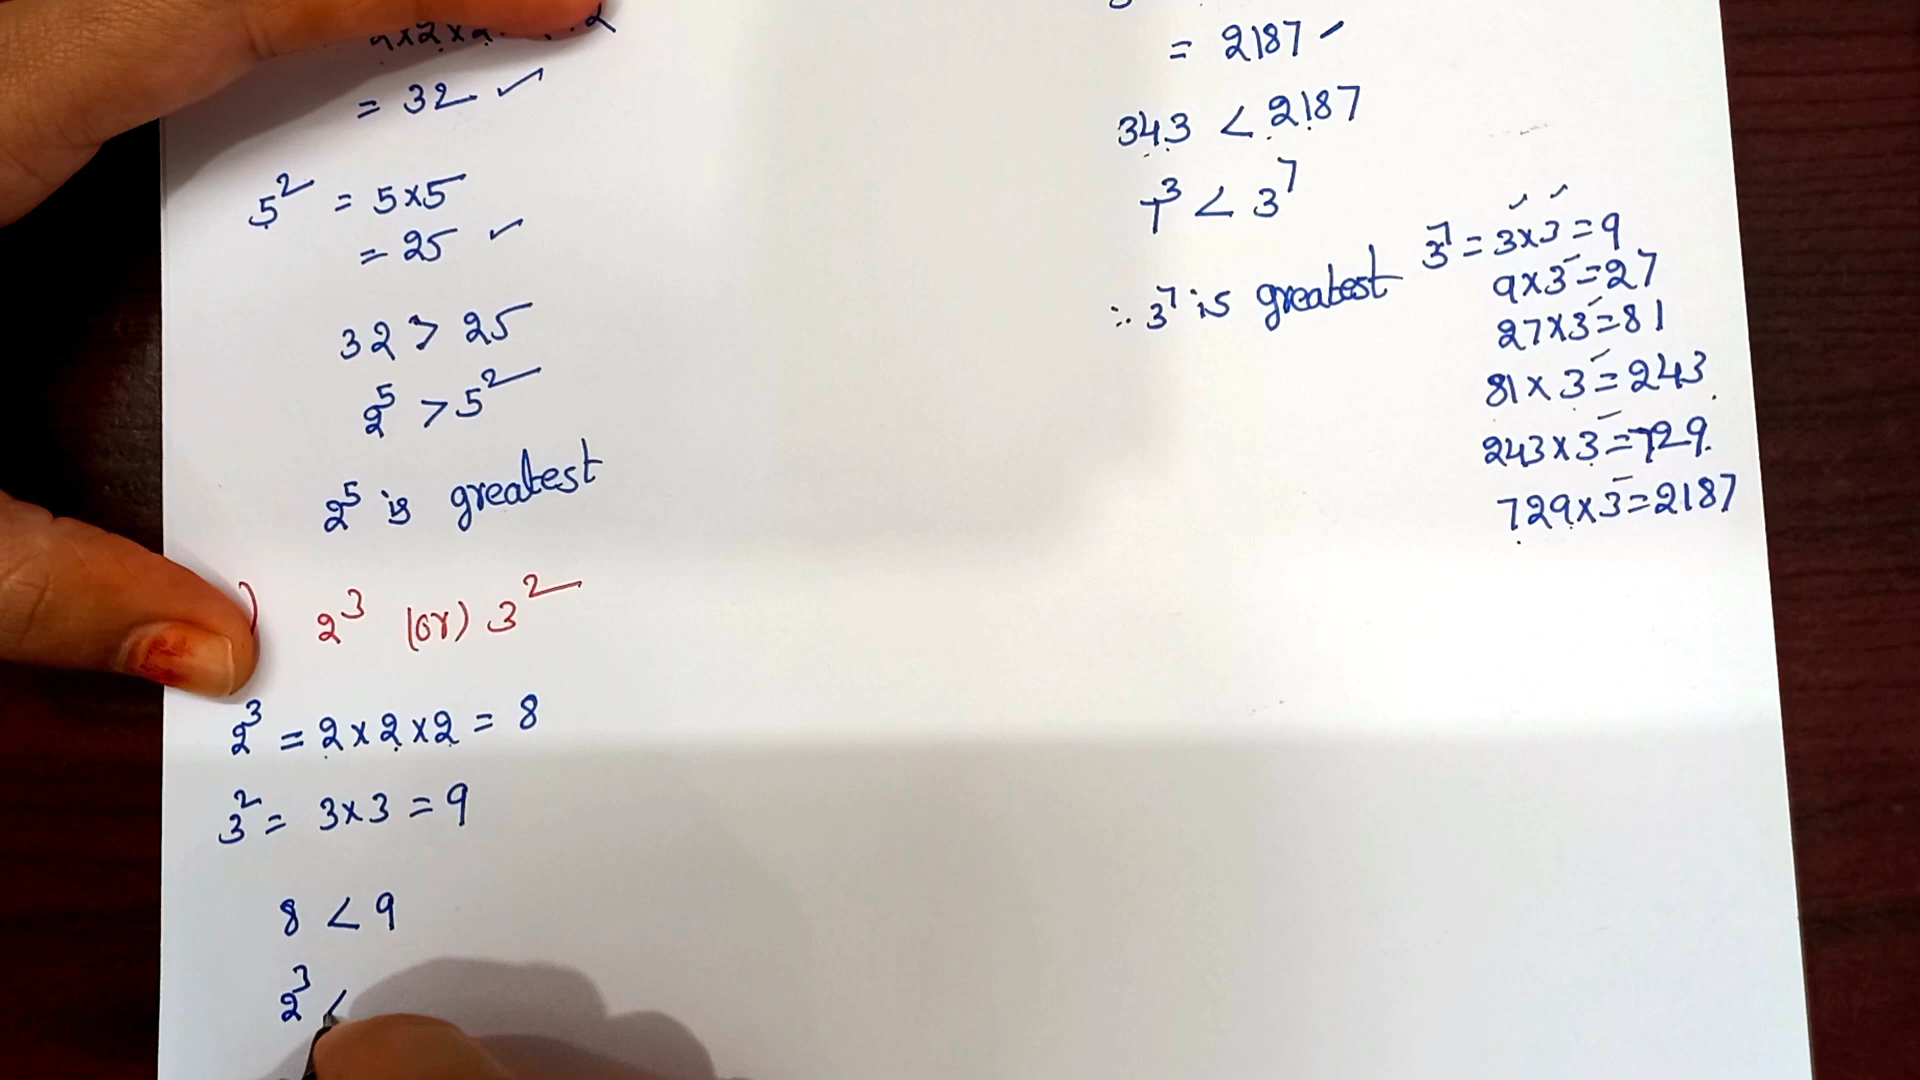 = 32 ✓
5² = 5×5
= 25 ✓
32 > 25
2⁵ > 5²
2⁵ is greatest
) 2³ (or) 3²
2³ = 2×2×2 = 8
3² = 3×3 = 9
8 < 9
2³ <
= 2187 ✓
343 < 2187
7³ < 3⁷
∴ 3⁷ is greatest
3⁷ = 3×3 = 9
9×3 = 27
27×3 = 81
81×3 = 243
243×3 = 729
729×3 = 2187